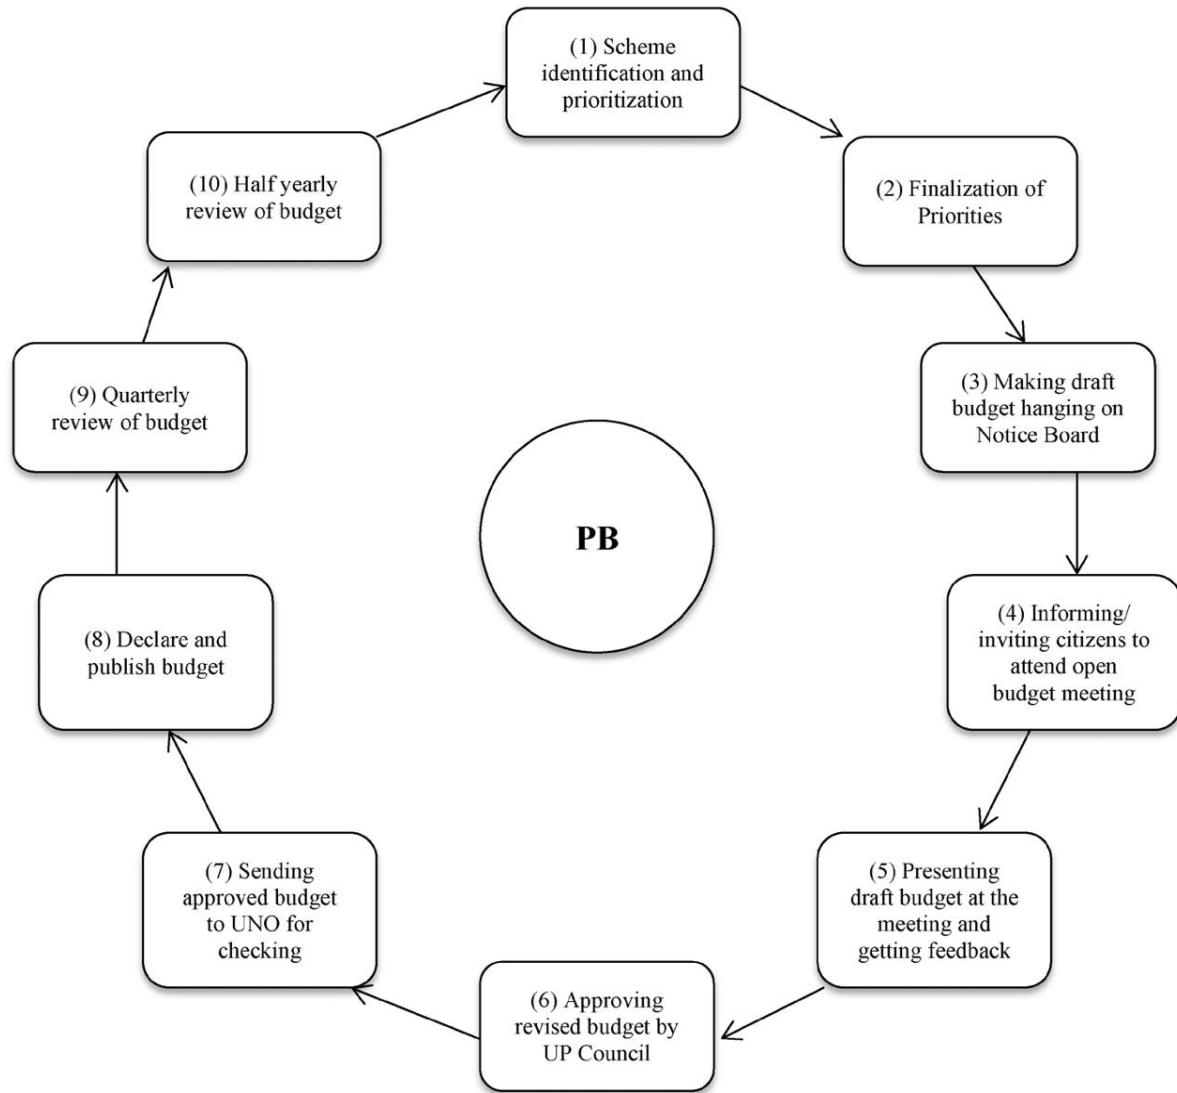 (1) Scheme
identification and
prioritization
(2) Finalization of
Priorities
(3) Making draft
budget hanging on
Notice Board
(4) Informing/
inviting citizens to
attend open
budget meeting
(5) Presenting
draft budget at the
meeting and
getting feedback
(6) Approving
revised budget by
UP Council
(7) Sending
approved budget
to UNO for
checking
(8) Declare and
publish budget
(9) Quarterly
review of budget
(10) Half yearly
review of budget
PB